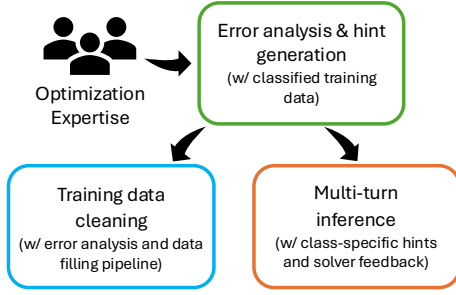 Error analysis & hint
generation
(w/ classified training
data)
Optimization
Expertise
Training data
cleaning
(w/ error analysis and data
filling pipeline)
Multi-turn
inference
(w/ class-specific hints
and solver feedback)